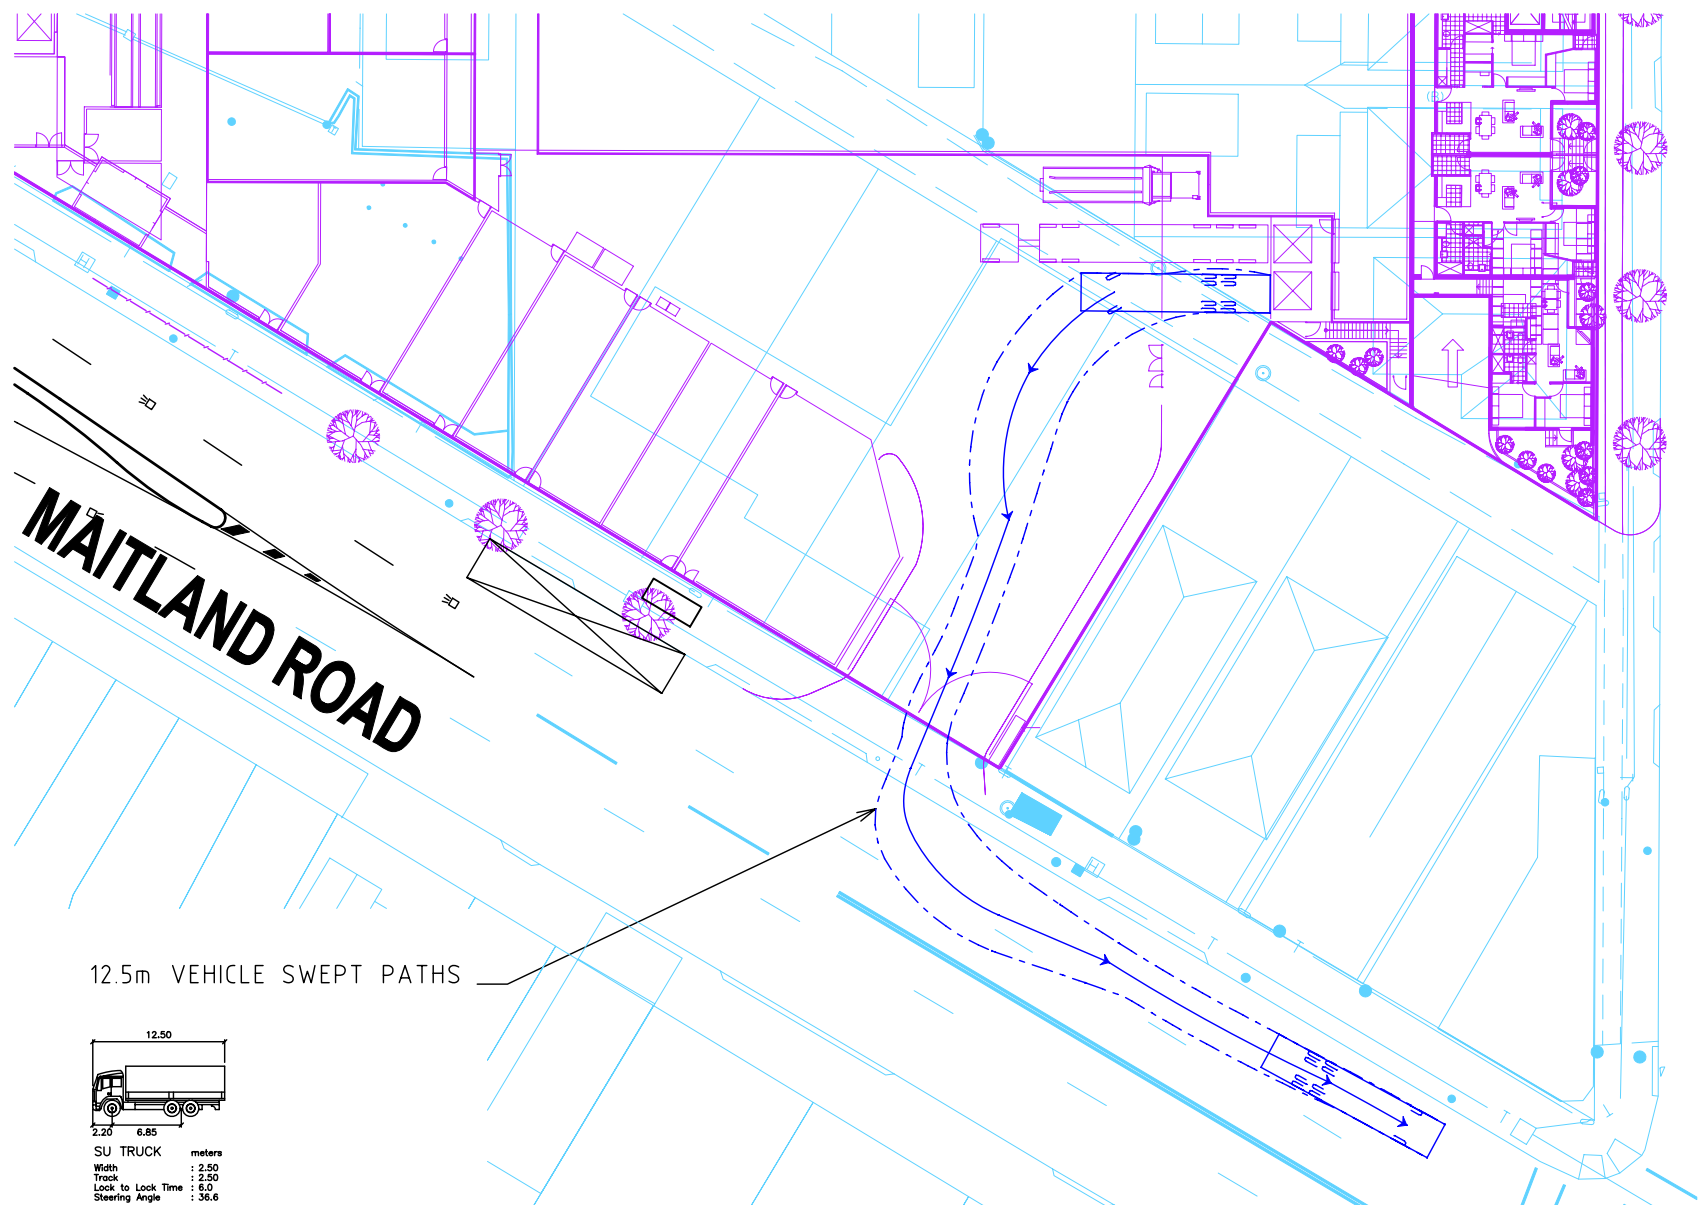 MAITLAND ROAD
12.5m VEHICLE SWEPT PATHS
12.50
2.20 6.85
SU TRUCK meters
Width : 2.50
Track : 2.50
Lock to Lock Time : 6.0
Steering Angle : 36.6